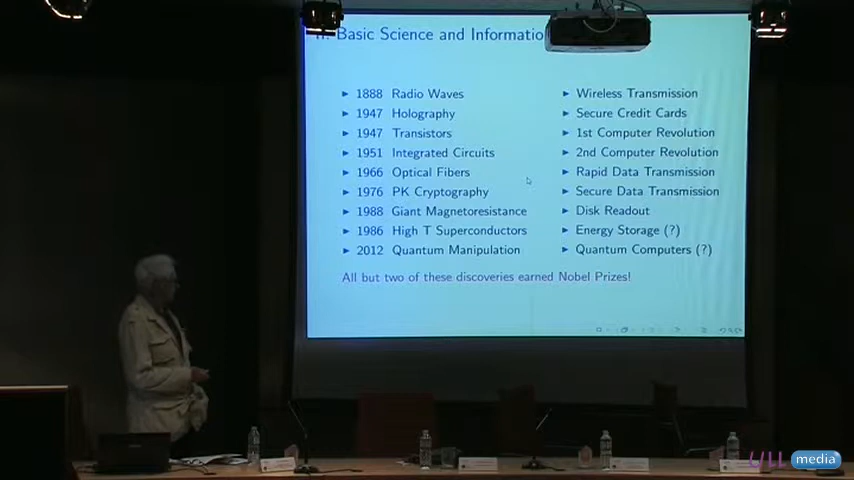 II. Basic Science and Informatio
1888 Radio Waves
Wireless Transmission
1947 Holography
Secure Credit Cards
1947 Transistors
1st Computer Revolution
1951 Integrated Circuits
2nd Computer Revolution
1966 Optical Fibers
Rapid Data Transmission
1976 PK Cryptography
Secure Data Transmission
1988 Giant Magnetoresistance
Disk Readout
1986 High T Superconductors
Energy Storage (?)
2012 Quantum Manipulation
Quantum Computers (?)
All but two of these discoveries earned Nobel Prizes!
ULL media